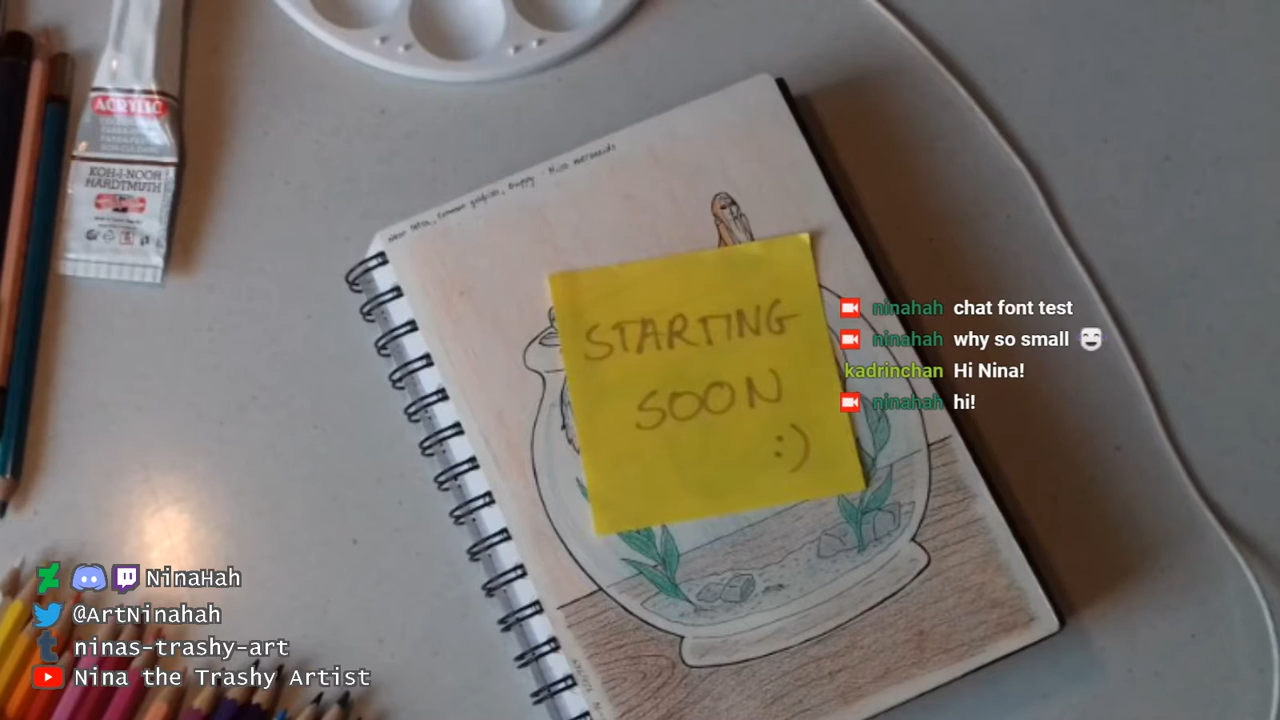 ACRYLIC
KOH-I-NOOR
HARDTMUTH
STARTING
SOON
:)
ninahah chat font test
ninahah why so small
kadrinchan Hi Nina!
ninahah hi!
NinaHah
@ArtNinahah
ninas-trashy-art
Nina the Trashy Artist